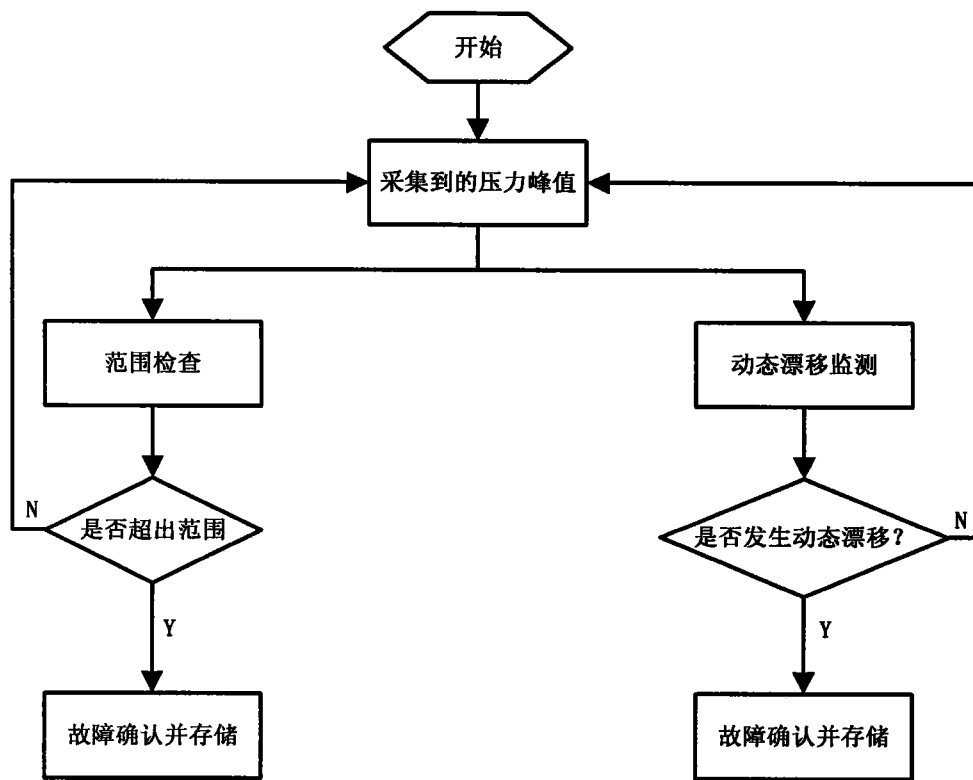 开始
采集到的压力峰值
范围检查
动态漂移监测
N
是否超出范围
是否发生动态漂移?
N
Y
Y
故障确认并存储
故障确认并存储